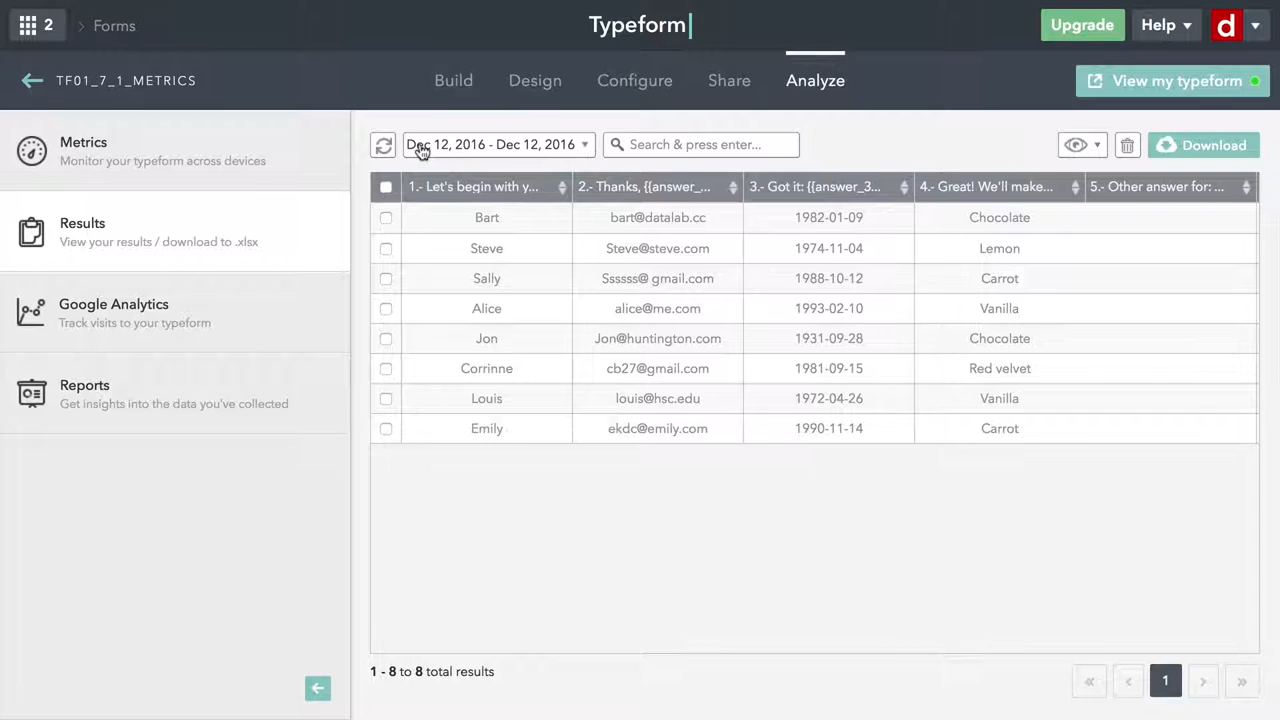 2 > Forms
Typeform
Upgrade
Help
d
TF01_7_1_METRICS
Build
Design
Configure
Share
Analyze
View my typeform
Metrics
Monitor your typeform across devices
Results
View your results / download to .xlsx
Google Analytics
Track visits to your typeform
Reports
Get insights into the data you've collected
Dec 12, 2016 - Dec 12, 2016
Search & press enter...
Download
1.- Let's begin with y... 2.- Thanks, {{answer_... 3.- Got it: {{answer_3... 4.- Great! We'll make... 5.- Other answer for: ...
Bart bart@datalab.cc 1982-01-09 Chocolate
Steve Steve@steve.com 1974-11-04 Lemon
Sally Ssssss@ gmail.com 1988-10-12 Carrot
Alice alice@me.com 1993-02-10 Vanilla
Jon Jon@huntington.com 1931-09-28 Chocolate
Corrinne cb27@gmail.com 1981-09-15 Red velvet
Louis louis@hsc.edu 1972-04-26 Vanilla
Emily ekdc@emily.com 1990-11-14 Carrot
1 - 8 to 8 total results
« ‹ 1 › »